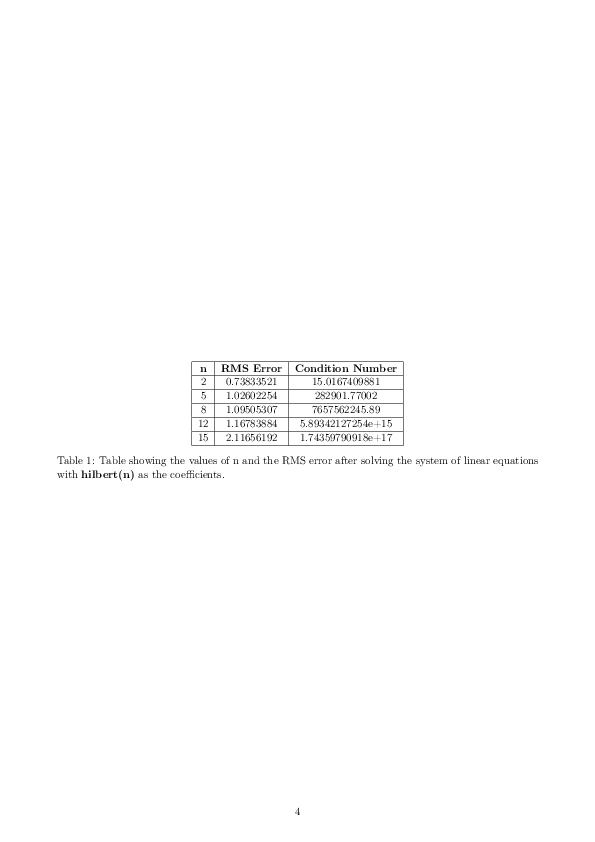 n RMS Error Condition Number
2 0.73833521 15.0167409881
5 1.02602254 282901.77002
8 1.09505307 7657562245.89
12 1.16783884 5.89342127254e+15
15 2.11656192 1.74359790918e+17
Table 1: Table showing the values of n and the RMS error after solving the system of linear equations
with hilbert(n) as the coefficients.
4